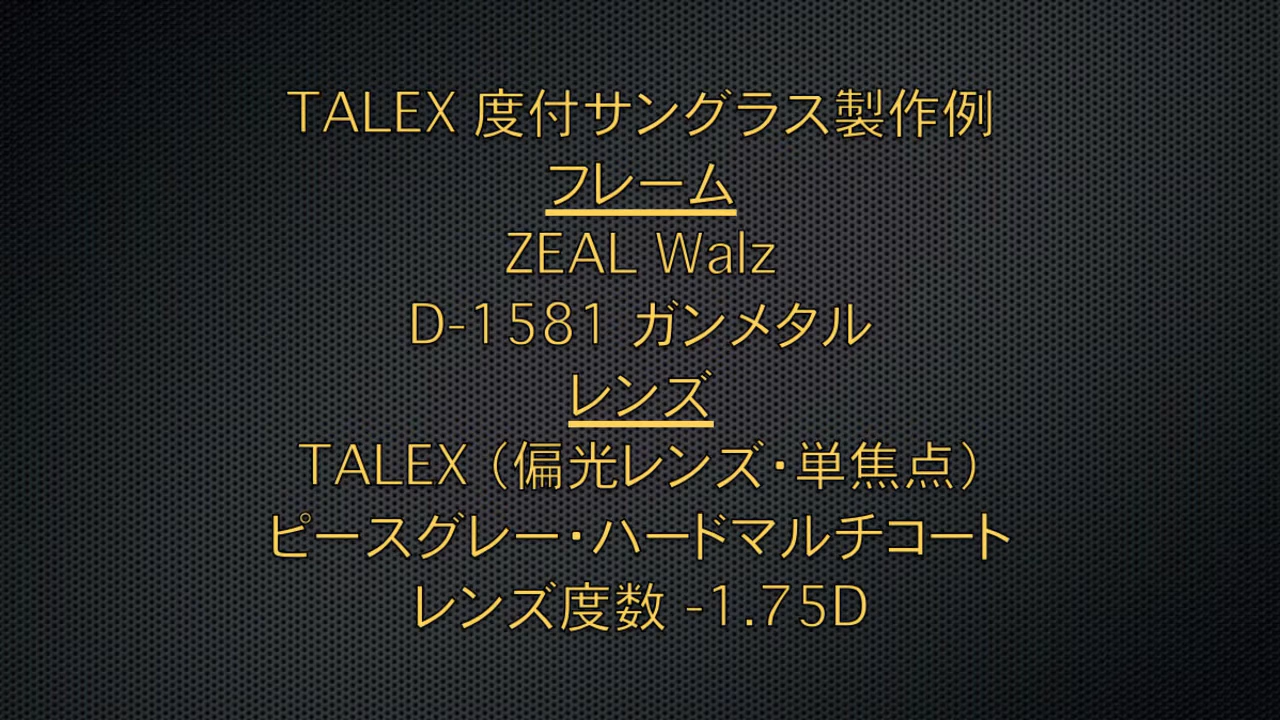 TALEX 度付サングラス製作例
フレーム
ZEAL Walz
D-1581 ガンメタル
レンズ
TALEX（偏光レンズ・単焦点）
ピースグレー・ハードマルチコート
レンズ度数 -1.75D